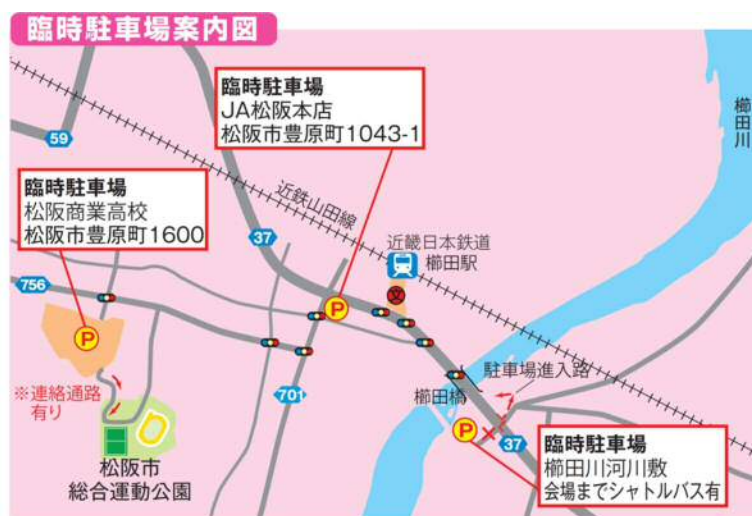 臨時駐車場案内図
臨時駐車場
JA松阪本店
松阪市豊原町1043-1
櫛田川
59
臨時駐車場
松阪商業高校
松阪市豊原町1600
近鉄山田線
37
近畿日本鉄道
櫛田駅
756
P
P
文
※連絡通路
有り
701
櫛田橋
駐車場進入路
P
37
松阪市
総合運動公園
臨時駐車場
櫛田川河川敷
会場までシャトルバス有